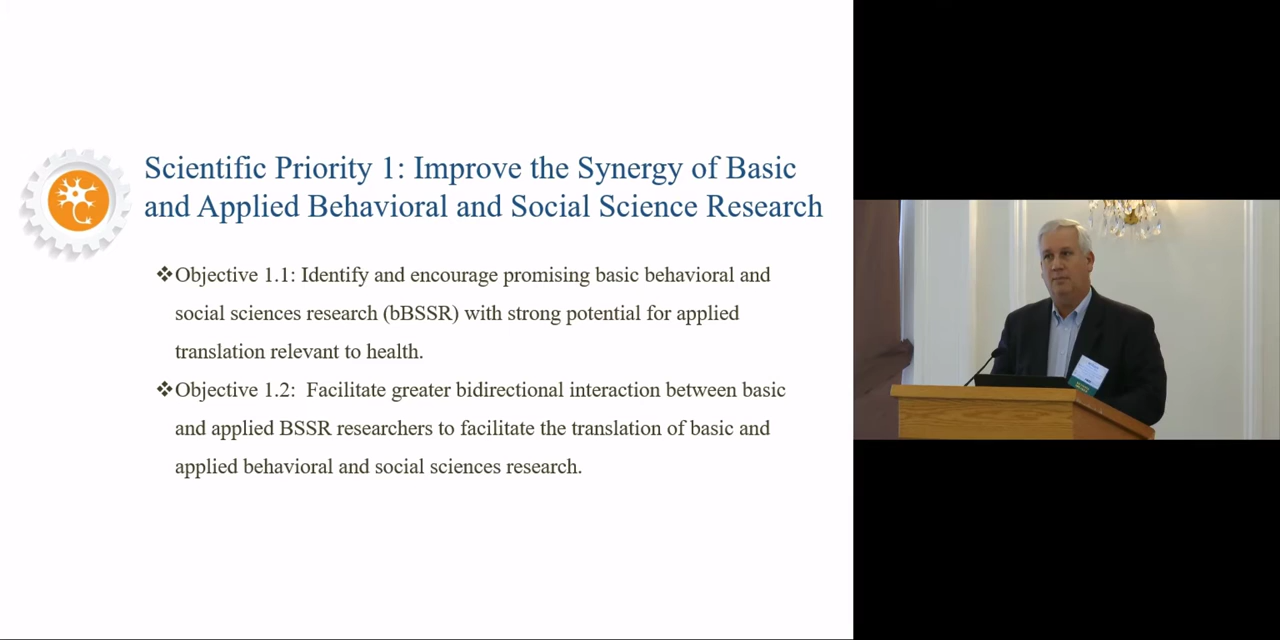 Scientific Priority 1: Improve the Synergy of Basic
and Applied Behavioral and Social Science Research
❖Objective 1.1: Identify and encourage promising basic behavioral and
social sciences research (bBSSR) with strong potential for applied
translation relevant to health.
❖Objective 1.2:  Facilitate greater bidirectional interaction between basic
and applied BSSR researchers to facilitate the translation of basic and
applied behavioral and social sciences research.